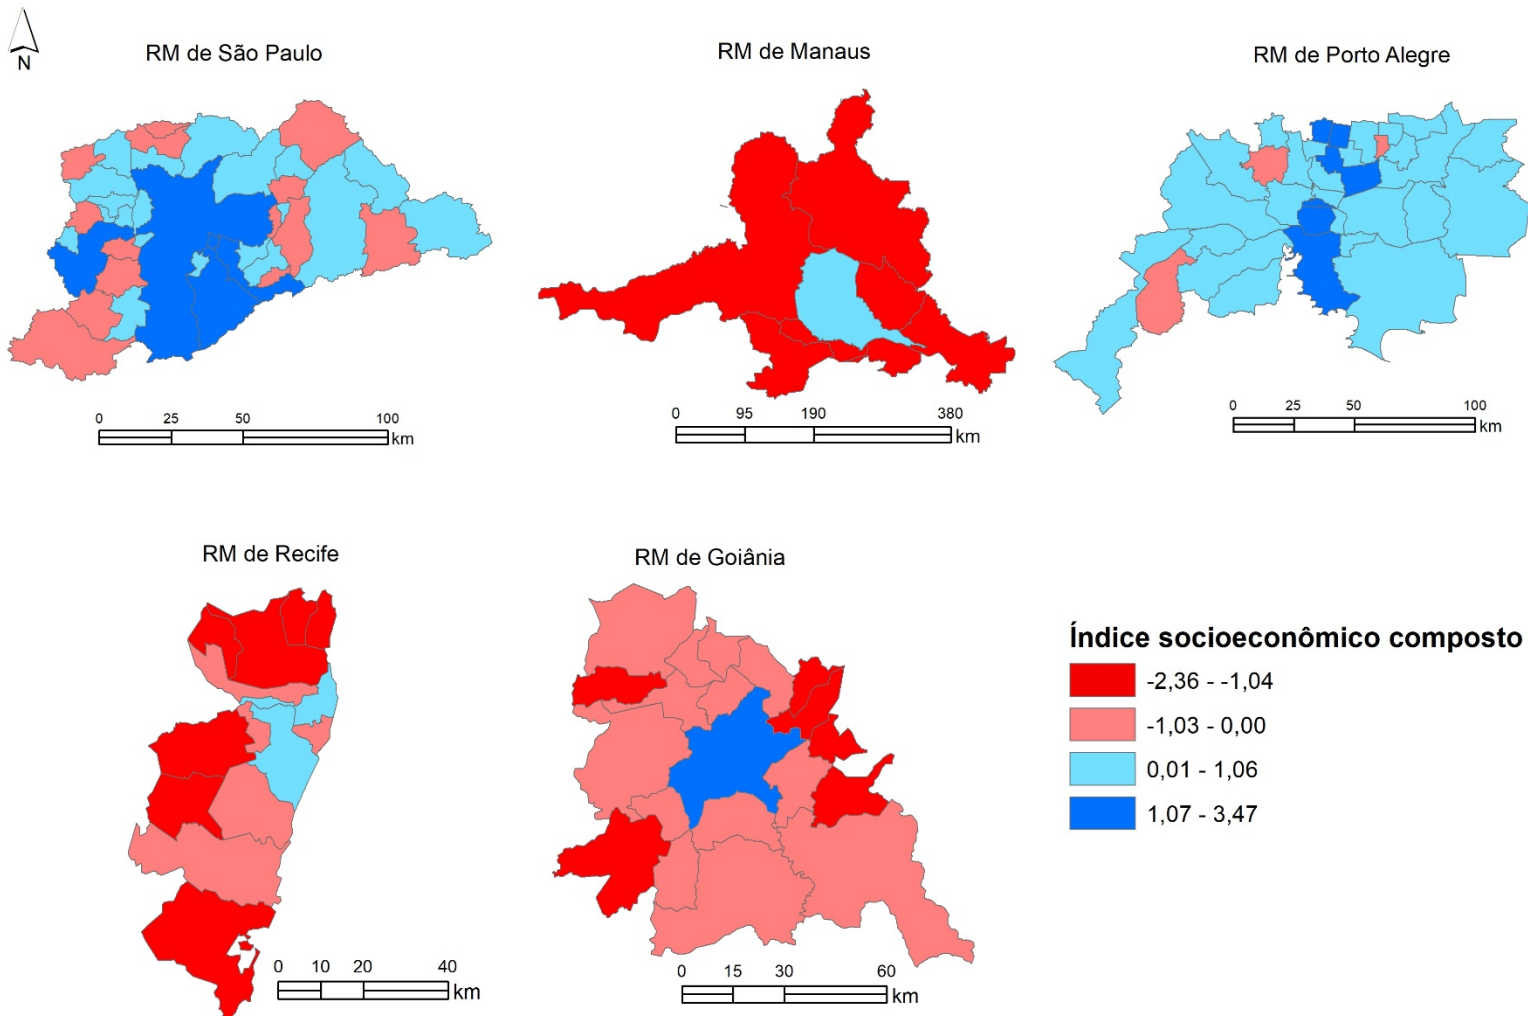 N
RM de São Paulo
RM de Manaus
RM de Porto Alegre
0 25 50 100
km
0 95 190 380
km
0 25 50 100
km
RM de Recife
RM de Goiânia
0 10 20 40
km
0 15 30 60
km
Índice socioeconômico composto
-2,36 - -1,04
-1,03 - 0,00
0,01 - 1,06
1,07 - 3,47